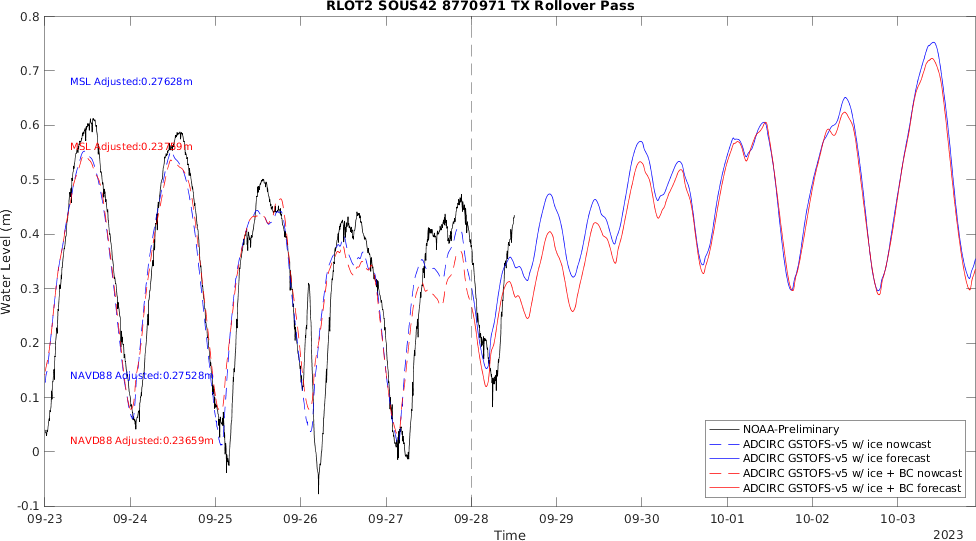 RLOT2 SOUS42 8770971 TX Rollover Pass
0.8
0.7
0.6
0.5
0.4
0.3
0.2
0.1
0
-0.1
Water Level (m)
MSL Adjusted:0.27628m
MSL Adjusted:0.23799m
NAVD88 Adjusted:0.27528m
NAVD88 Adjusted:0.23659m
NOAA-Preliminary
ADCIRC GSTOFS-v5 w/ ice nowcast
ADCIRC GSTOFS-v5 w/ ice forecast
ADCIRC GSTOFS-v5 w/ ice + BC nowcast
ADCIRC GSTOFS-v5 w/ ice + BC forecast
09-23 09-24 09-25 09-26 09-27 09-28 09-29 09-30 10-01 10-02 10-03
Time
2023